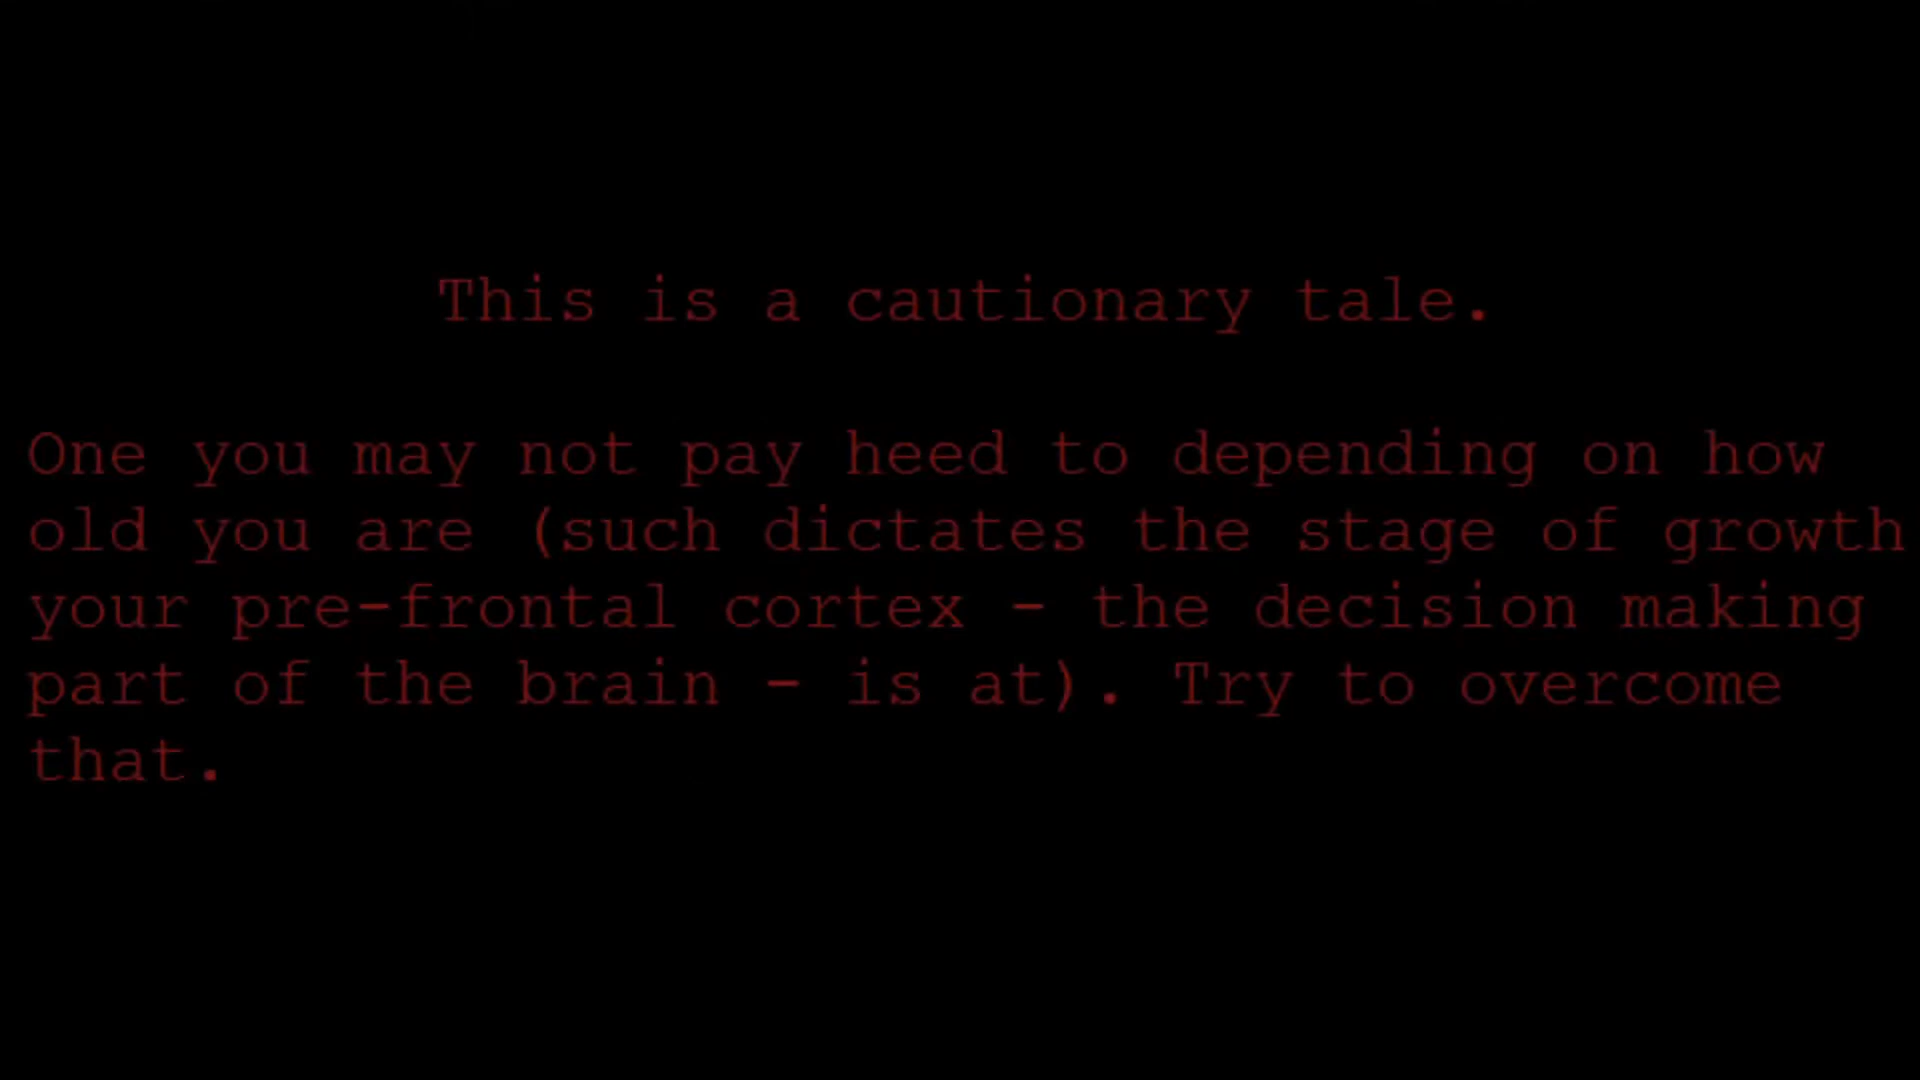 This is a cautionary tale.
One you may not pay heed to depending on how
old you are (such dictates the stage of growth
your pre-frontal cortex - the decision making
part of the brain - is at). Try to overcome
that.